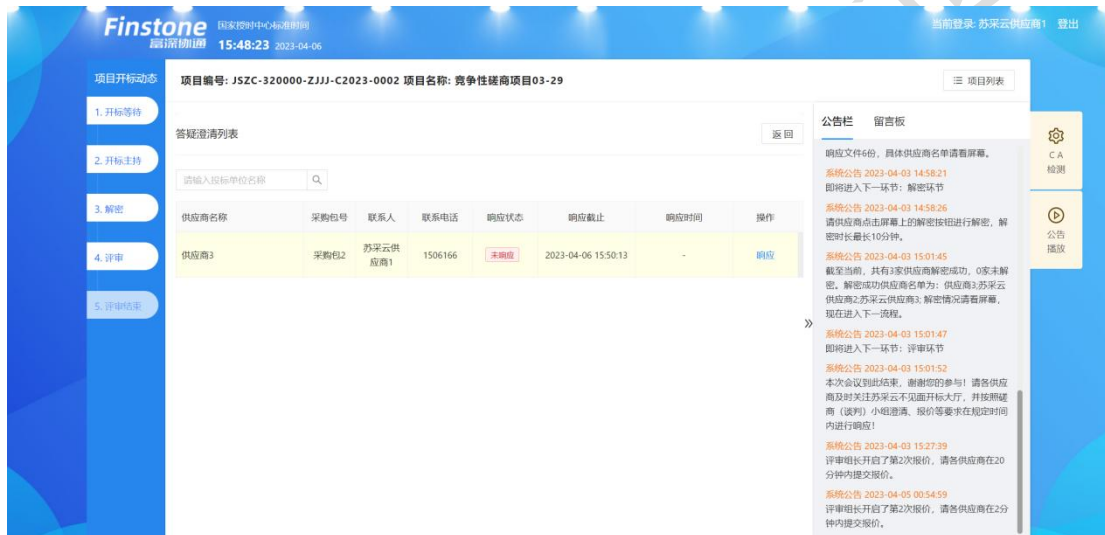 Finstone
富深协通
国家授时中心标准时间
15:48:23 2023-04-06
当前登录: 苏采云供应商1 登出
项目开标动态
1. 开标等待
2. 开标主持
3. 解密
4. 评审
5. 评审结束
项目编号: JSZC-320000-ZJJJ-C2023-0002 项目名称: 竞争性磋商项目03-29
项目列表
答疑澄清列表
返 回
请输入投标单位名称
供应商名称 采购包号 联系人 联系电话 响应状态 响应截止 响应时间 操作
供应商3 采购包2 苏采云供应商1 1506166 未响应 2023-04-06 15:50:13 - 响应
»
公告栏 留言板
响应文件6份，具体供应商名单请看屏幕。
系统公告 2023-04-03 14:58:21
即将进入下一环节：解密环节
系统公告 2023-04-03 14:58:26
请供应商点击屏幕上的解密按钮进行解密，解
密时长最长10分钟。
系统公告 2023-04-03 15:01:45
截至当前，共有3家供应商解密成功，0家未解
密。解密成功供应商名单为：供应商3;苏采云
供应商2;苏采云供应商3; 解密情况请看屏幕，
现在进入下一流程。
系统公告 2023-04-03 15:01:47
即将进入下一环节：评审环节
系统公告 2023-04-03 15:01:52
本次会议到此结束，谢谢您的参与！请各供应
商及时关注苏采云不见面开标大厅，并按照磋
商（谈判）小组澄清、报价等要求在规定时间
内进行响应！
系统公告 2023-04-03 15:27:39
评审组长开启了第2次报价，请各供应商在20
分钟内提交报价。
系统公告 2023-04-05 00:54:59
评审组长开启了第2次报价，请各供应商在2分
钟内提交报价。
CA
检测
公告
播放